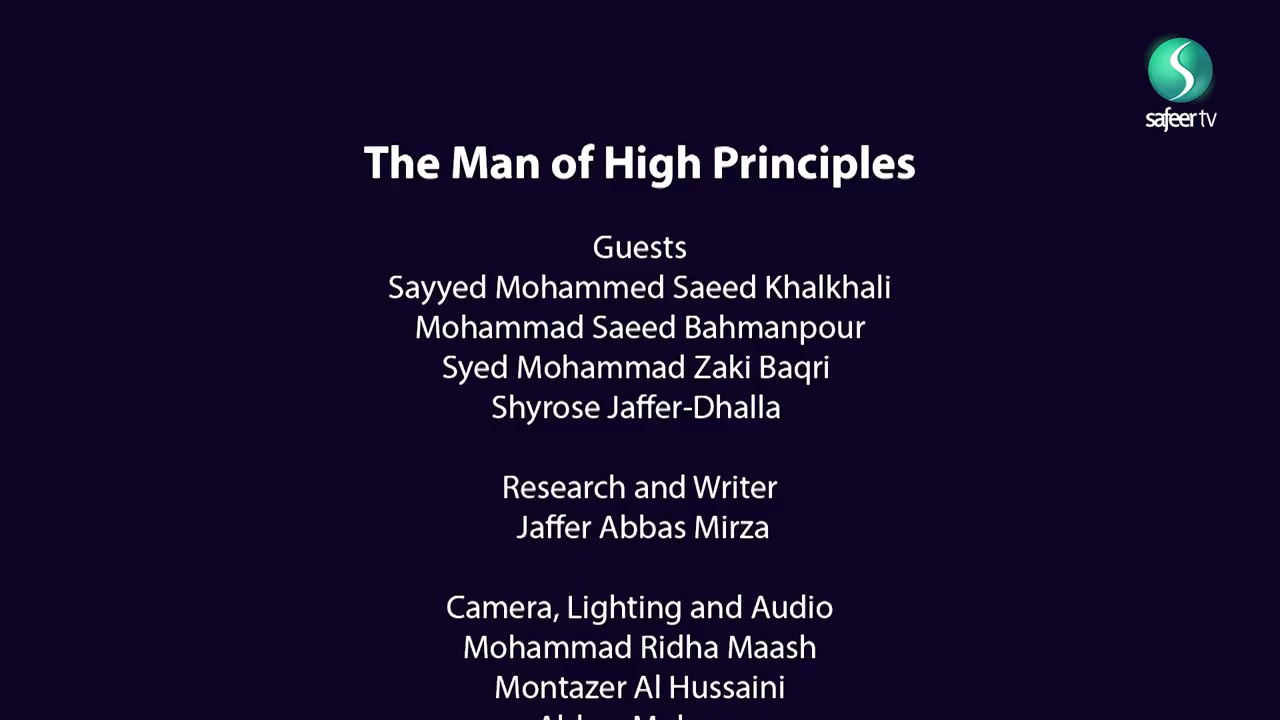 safeer tv
The Man of High Principles
Guests
Sayyed Mohammed Saeed Khalkhali
Mohammad Saeed Bahmanpour
Syed Mohammad Zaki Baqri
Shyrose Jaffer-Dhalla
Research and Writer
Jaffer Abbas Mirza
Camera, Lighting and Audio
Mohammad Ridha Maash
Montazer Al Hussaini